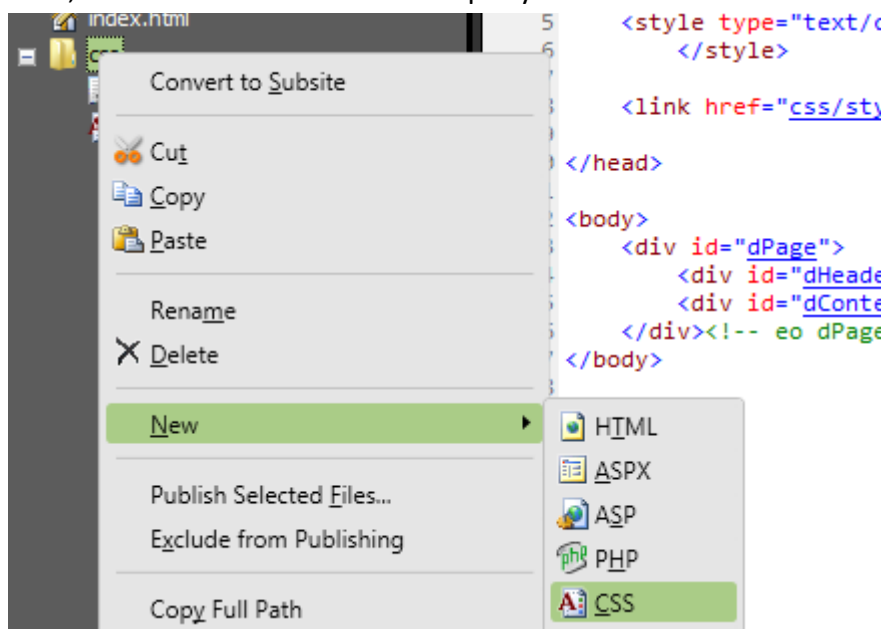 index.html
Convert to Subsite
Cut
Copy
Paste
Rename
Delete
New
Publish Selected Files...
Exclude from Publishing
Copy Full Path
HTML
ASPX
ASP
PHP
CSS
5 <style type="text/
6 </style>
<link href="css/sty
</head>
<body>
<div id="dPage">
<div id="dHeade
<div id="dConte
</div><!-- eo dPage
</body>